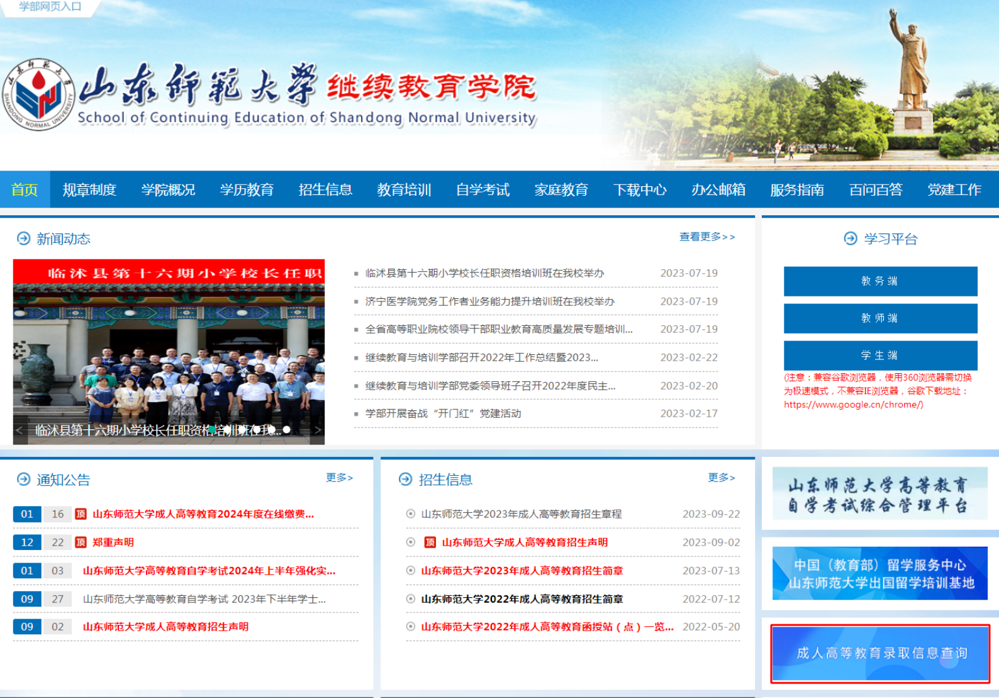 学部网页入口
山东师范大学 继续教育学院
School of Continuing Education of Shandong Normal University
山东师范大学
SHANDONG NORMAL UNIVERSITY
首页 规章制度 学院概况 学历教育 招生信息 教育培训 自学考试 家庭教育 下载中心 办公邮箱 服务指南 百问百答 党建工作
新闻动态
查看更多>>
临沭县第十六期小学校长任职
临沭县第十六期小学校长任职资格培训班在我...
临沭县第十六期小学校长任职资格培训班在我校举办 2023-07-19
济宁医学院党务工作者业务能力提升培训班在我校举办 2023-07-19
全省高等职业院校领导干部职业教育高质量发展专题培训... 2023-07-19
继续教育与培训学部召开2022年工作总结暨2023... 2023-02-22
继续教育与培训学部党委领导班子召开2022年度民主... 2023-02-20
学部开展奋战“开门红”党建活动 2023-02-17
学习平台
教务端
教师端
学生端
(注意：兼容谷歌浏览器，使用360浏览器需切换
为极速模式，不兼容IE浏览器，谷歌下载地址：
https://www.google.cn/chrome/)
通知公告
更多>
01 16 顶 山东师范大学成人高等教育2024年度在线缴费...
12 22 顶 郑重声明
01 03 山东师范大学高等教育自学考试2024年上半年强化实...
09 27 山东师范大学高等教育自学考试 2023年下半年学士...
09 02 山东师范大学成人高等教育招生声明
招生信息
更多>
山东师范大学2023年成人高等教育招生章程 2023-09-22
顶 山东师范大学成人高等教育招生声明 2023-09-02
山东师范大学2023年成人高等教育招生简章 2023-07-13
山东师范大学2022年成人高等教育招生简章 2022-07-12
山东师范大学2022年成人高等教育函授站（点）一览... 2022-05-20
山东师范大学高等教育
自学考试综合管理平台
中国（教育部）留学服务中心
山东师范大学出国留学培训基地
成人高等教育录取信息查询